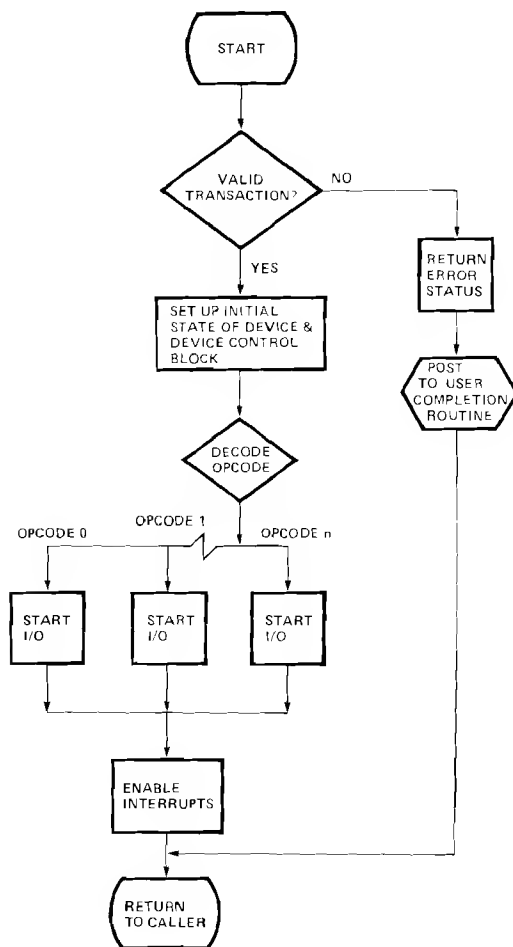 START
VALID
TRANSACTION?
NO
YES
RETURN
ERROR
STATUS
SET UP INITIAL
STATE OF DEVICE &
DEVICE CONTROL
BLOCK
POST
TO USER
COMPLETION
ROUTINE
DECODE
OPCODE
OPCODE 0
OPCODE 1
OPCODE n
START
I/O
START
I/O
START
I/O
ENABLE
INTERRUPTS
RETURN
TO CALLER